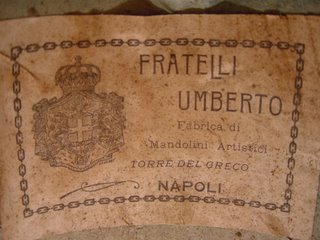 FRATELLI
UMBERTO
Fabrica di
Mandolini Artistici
TORRE DEL GRECO
NAPOLI